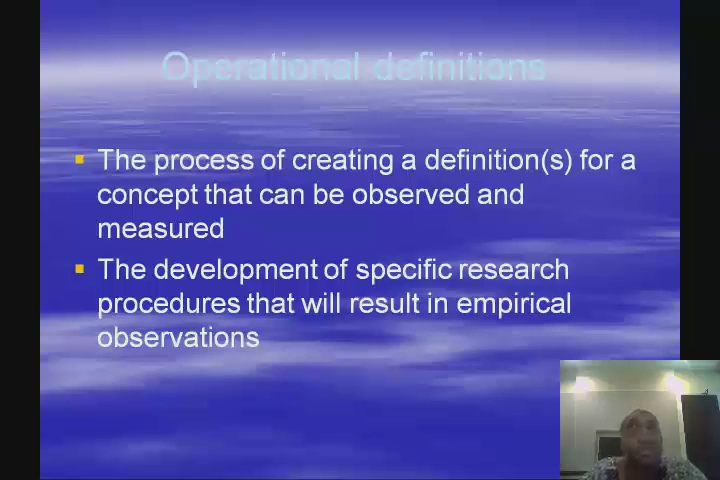 Operational definitions
The process of creating a definition(s) for a
concept that can be observed and
measured
The development of specific research
procedures that will result in empirical
observations